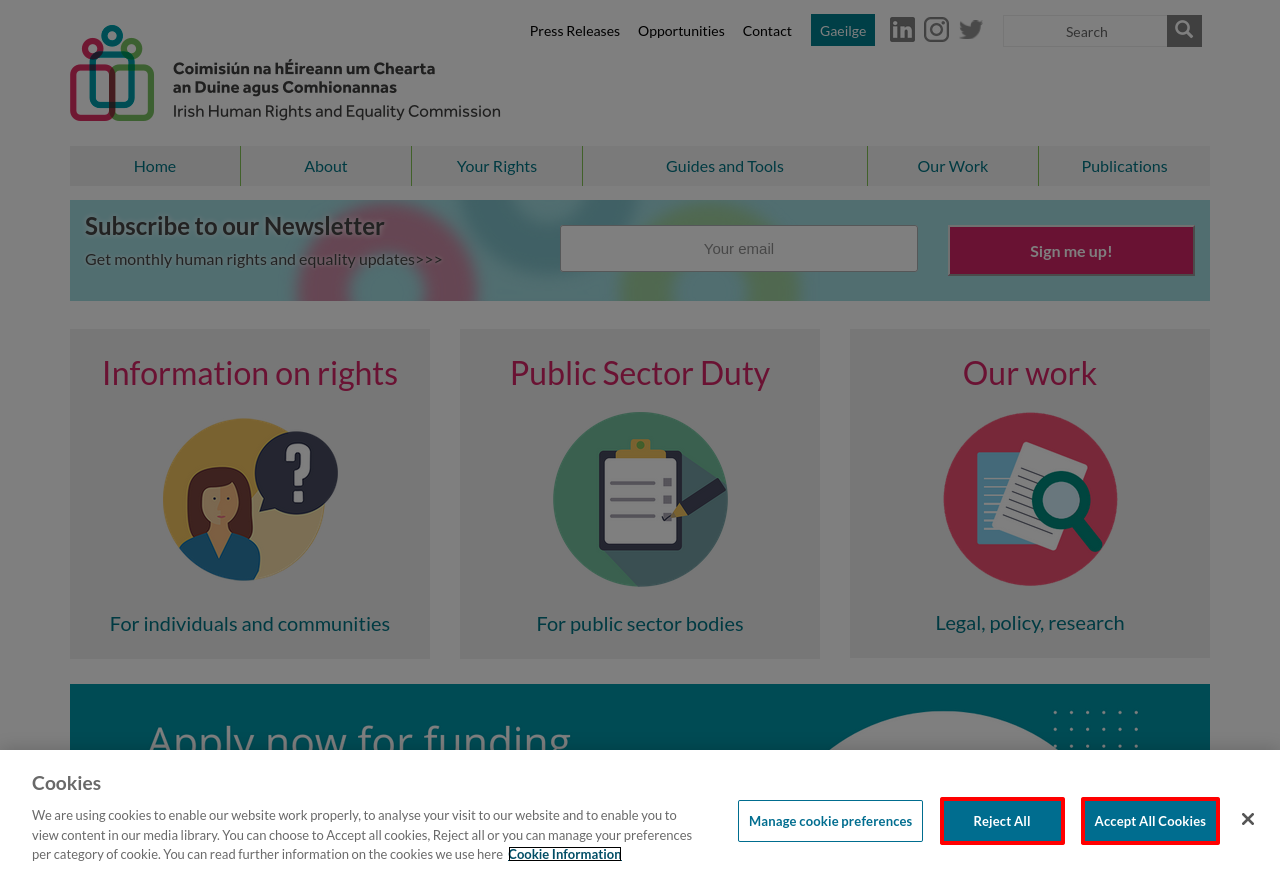 Press Releases
Opportunities
Contact
Gaeilge
Search
Coimisiún na hÉireann um Chearta
an Duine agus Comhionannas
Irish Human Rights and Equality Commission
Home
About
Your Rights
Guides and Tools
Our Work
Publications
Subscribe to our Newsletter
Get monthly human rights and equality updates>>>
Your email
Sign me up!
Information on rights
For individuals and communities
Public Sector Duty
For public sector bodies
Our work
Legal, policy, research
Apply now for funding
Cookies
We are using cookies to enable our website work properly, to analyse your visit to our website and to enable you to
view content in our media library. You can choose to Accept all cookies, Reject all or you can manage your preferences
per category of cookie. You can read further information on the cookies we use here Cookie Information
Manage cookie preferences
Reject All
Accept All Cookies